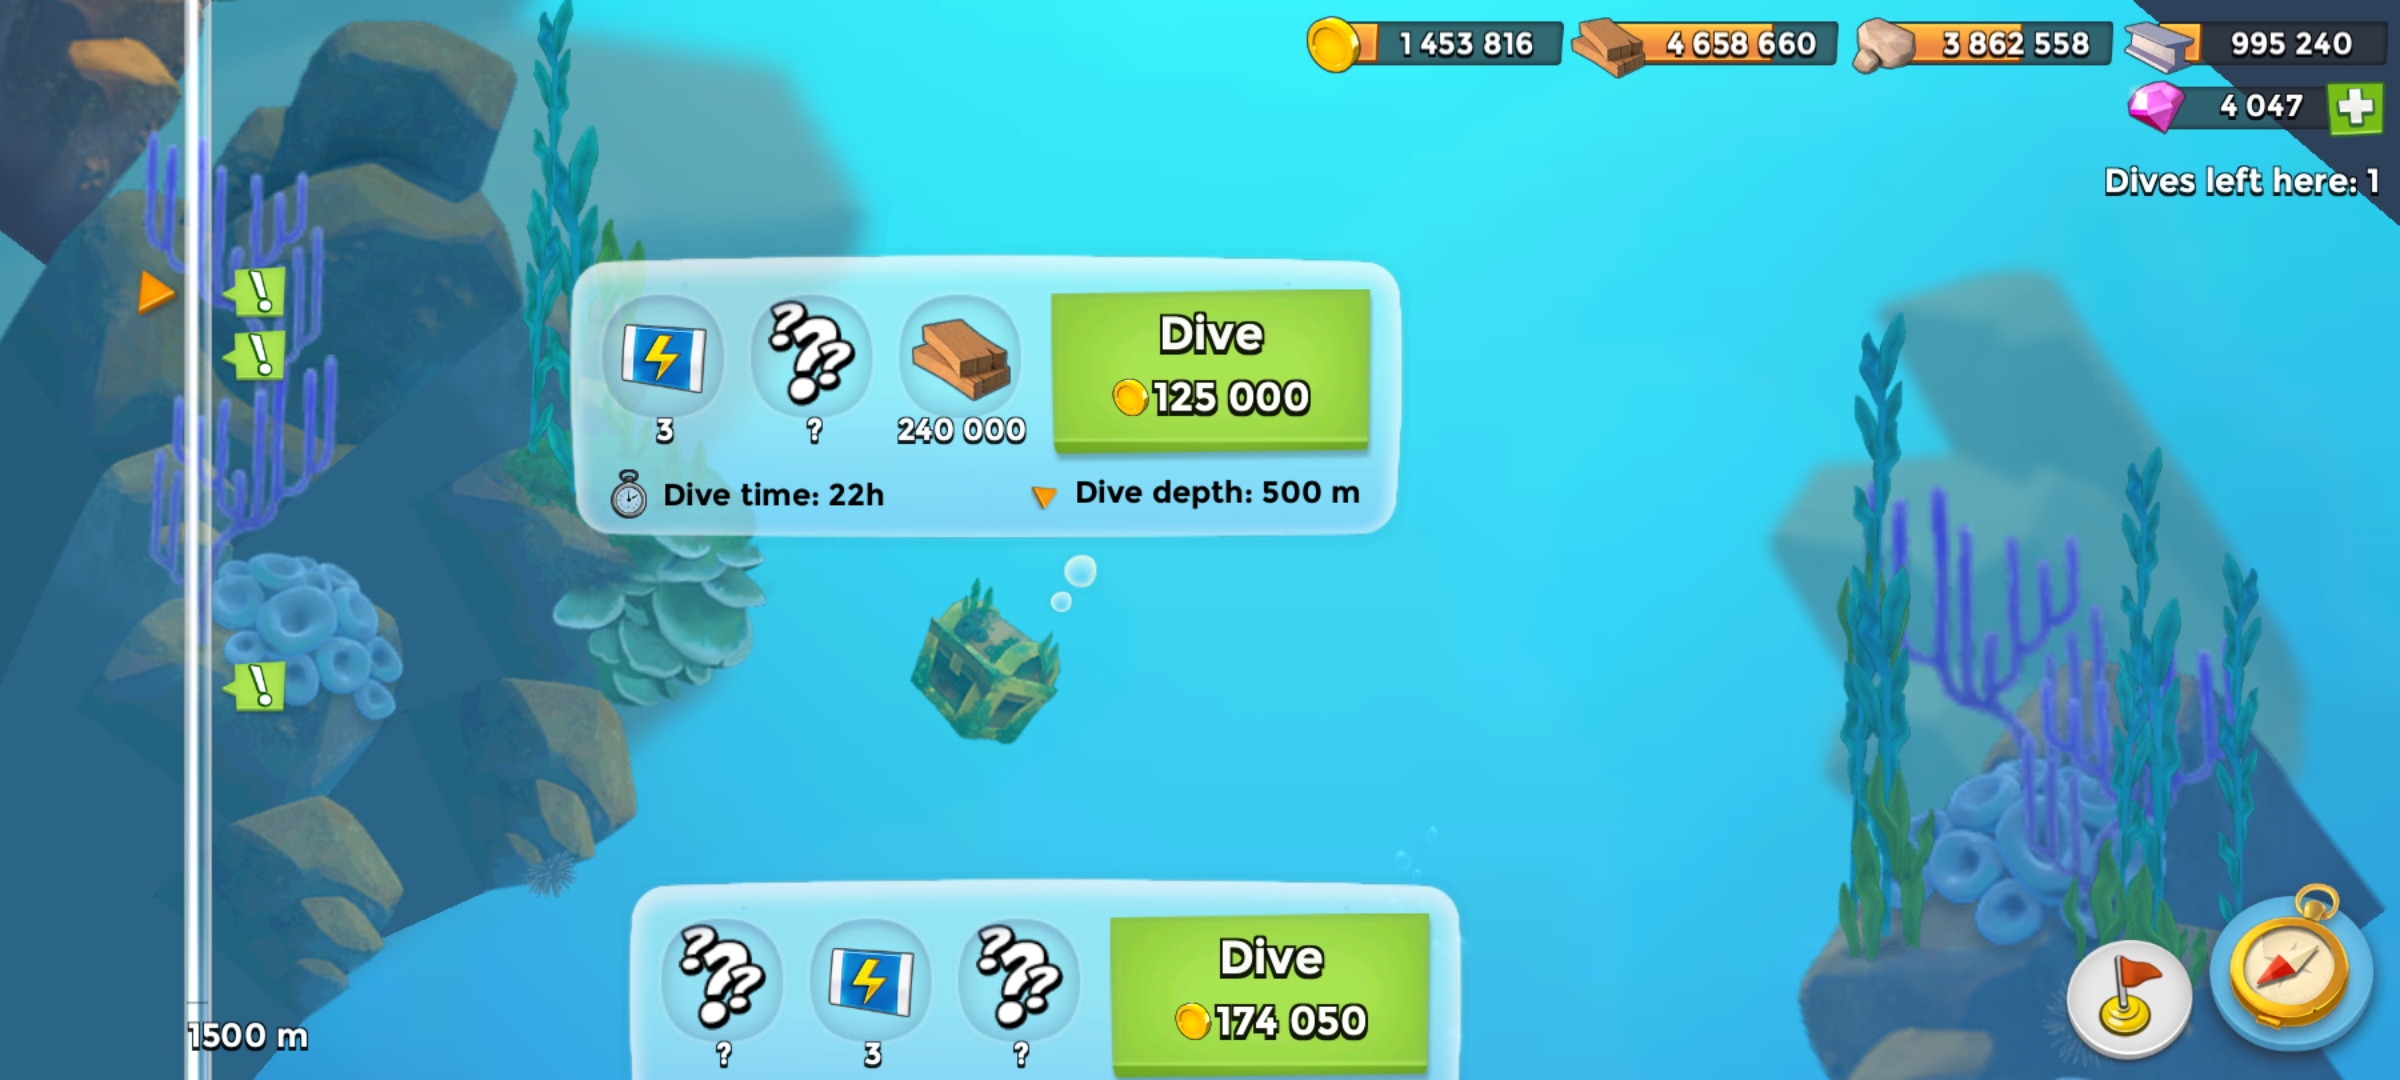 1 453 816
4 658 660
3 862 558
995 240
4 047
Dives left here: 1
3
???
?
240 000
Dive
125 000
Dive time: 22h
Dive depth: 500 m
!
!
!
???
?
3
???
?
Dive
174 050
1500 m